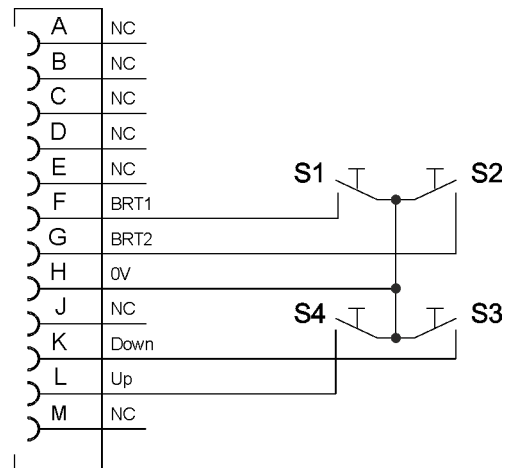 A NC
B NC
C NC
D NC
E NC
S1 S2
F BRT1
G BRT2
H 0V
J NC
S4 S3
K Down
L Up
M NC